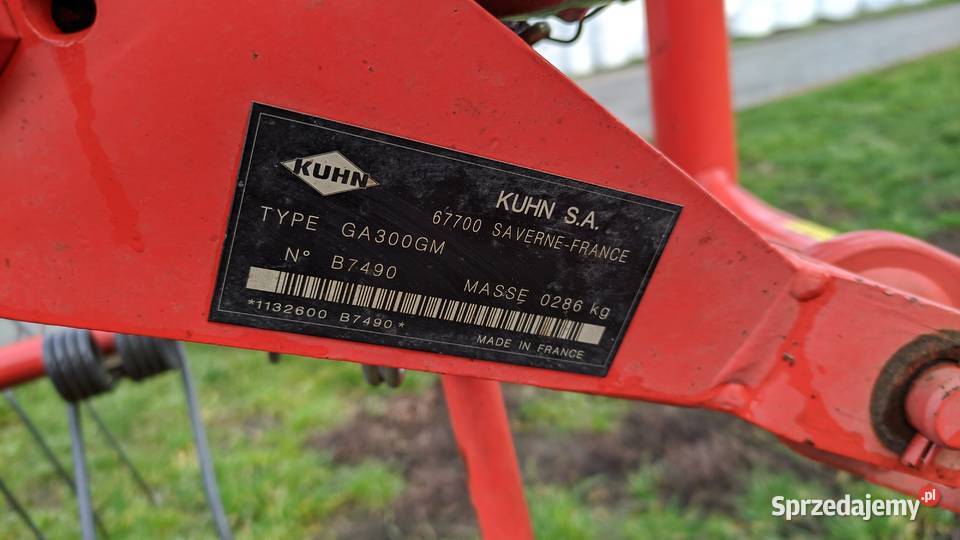 KUHN
KUHN S.A.
67700 SAVERNE-FRANCE
TYPE GA300GM
N° B7490
MASSE 0286 kg
*1132600 B7490*
MADE IN FRANCE
Sprzedajemy.pl